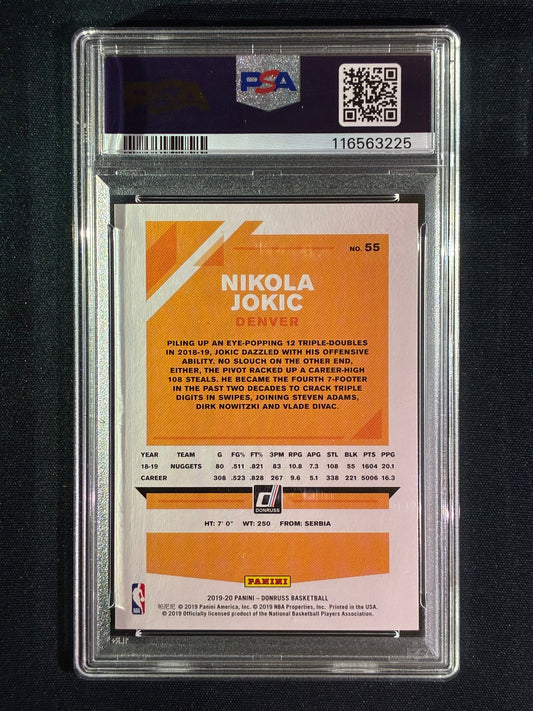 PSA
PSA
116563225
NO. 55
NIKOLA
JOKIC
DENVER
PILING UP AN EYE-POPPING 12 TRIPLE-DOUBLES
IN 2018-19, JOKIC DAZZLED WITH HIS OFFENSIVE
ABILITY. NO SLOUCH ON THE OTHER END,
EITHER, THE PIVOT RACKED UP A CAREER-HIGH
108 STEALS. HE BECAME THE FOURTH 7-FOOTER
IN THE PAST TWO DECADES TO CRACK TRIPLE
DIGITS IN SWIPES, JOINING STEVEN ADAMS,
DIRK NOWITZKI AND VLADE DIVAC.
YEAR TEAM G FG% FT% 3PM RPG APG STL BLK PTS PPG
18-19 NUGGETS 80 .511 .821 83 10.8 7.3 108 55 1604 20.1
CAREER 308 .523 .828 267 9.6 5.1 338 221 5006 16.3
DONRUSS
HT: 7' 0" WT: 250 FROM: SERBIA
PANINI
2019-20 PANINI – DONRUSS BASKETBALL
© 2019 Panini America, Inc. © 2019 NBA Properties, Inc. Printed in the USA.
© 2019 Officially licensed product of the National Basketball Players Association.
NBA